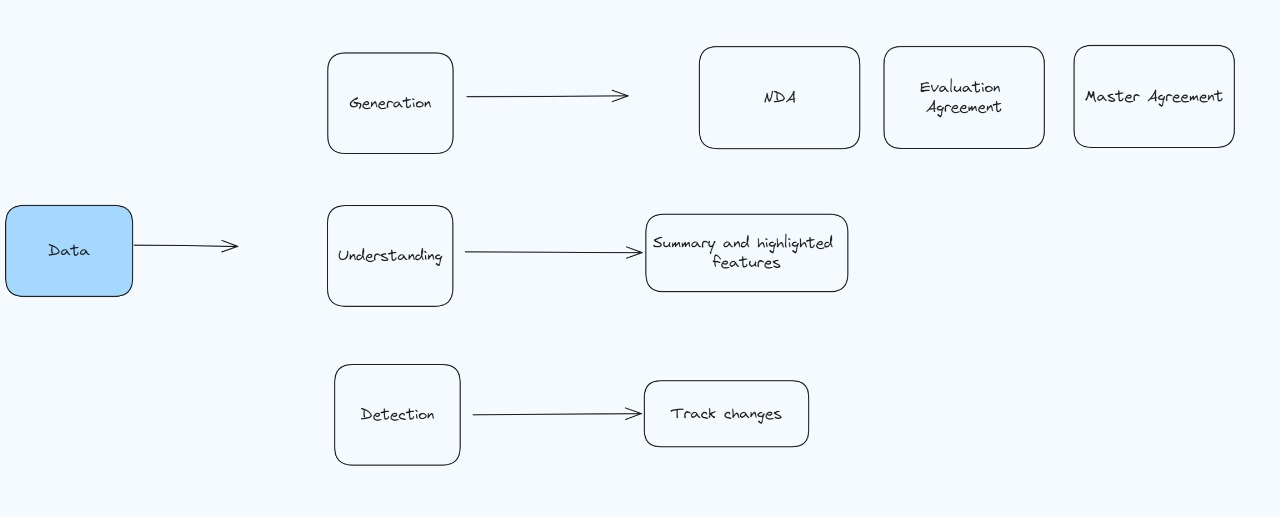 Generation
NDA
Evaluation
Agreement
Master Agreement
Data
Understanding
Summary and highlighted
features
Detection
Track changes